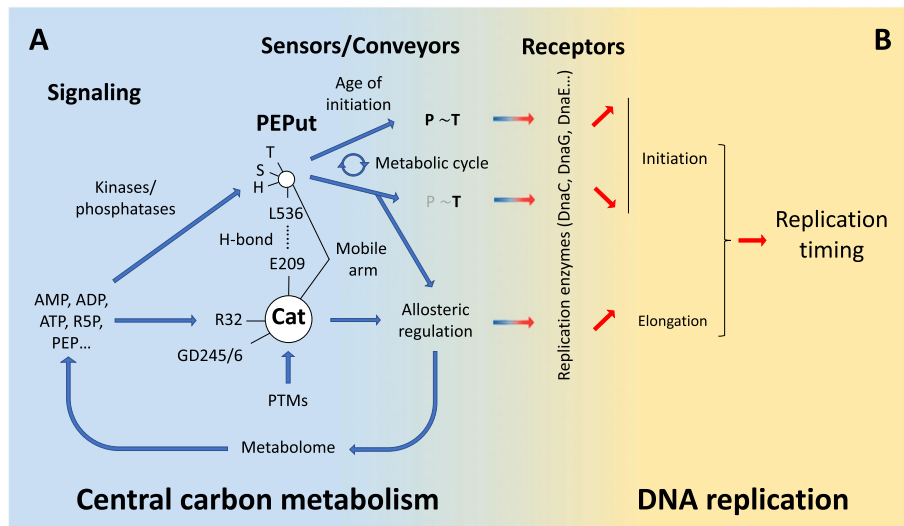 A
Sensors/Conveyors
Receptors
B
Signaling
Age of
initiation
PEPut
P ~T
Metabolic cycle
T
S
H
Kinases/
phosphatases
P ~T
L536
H-bond
E209
Mobile
arm
AMP, ADP,
ATP, R5P,
PEP...
R32
Cat
GD245/6
PTMs
Allosteric
regulation
Metabolome
Replication enzymes (DnaC, DnaG, DnaE...)
Initiation
Elongation
Replication
timing
Central carbon metabolism
DNA replication